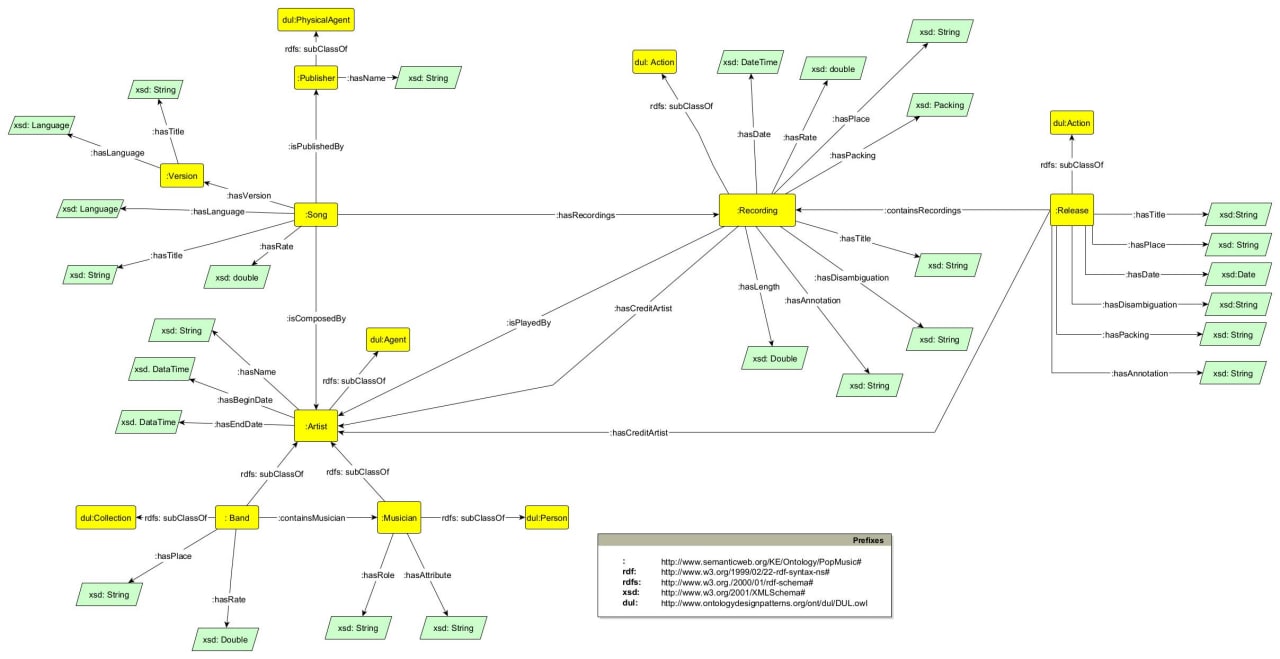 dul:PhysicalAgent
rdfs: subClassOf
:Publisher
:hasName
xsd: String
xsd: String
:hasTitle
xsd: Language
:hasLanguage
:Version
:hasVersion
:isPublishedBy
xsd: Language
:hasLanguage
:Song
:hasTitle
xsd: String
:hasRate
xsd: double
:hasRecordings
:isComposedBy
dul: Action
rdfs: subClassOf
xsd: DateTime
:hasDate
xsd: double
:hasRate
xsd: String
:hasPlace
xsd: Packing
:hasPacking
:Recording
:containsRecordings
dul:Action
rdfs: subClassOf
:Release
:hasTitle
xsd:String
:hasPlace
xsd: String
:hasDate
xsd:Date
:hasDisambiguation
xsd:String
:hasPacking
xsd: String
:hasAnnotation
xsd: String
:hasTitle
xsd: String
:hasDisambiguation
xsd: String
:hasAnnotation
xsd: String
:hasLength
xsd: Double
:hasCreditArtist
:isPlayedBy
:hasCreditArtist
xsd: String
:hasName
xsd. DataTime
:hasBeginDate
xsd. DataTime
:hasEndDate
dul:Agent
rdfs: subClassOf
:Artist
rdfs: subClassOf
rdfs: subClassOf
dul:Collection
rdfs: subClassOf
: Band
:containsMusician
:Musician
rdfs: subClassOf
dul:Person
:hasPlace
xsd: String
:hasRate
xsd: Double
:hasRole
xsd: String
:hasAttribute
xsd: String
Prefixes
: http://www.semanticweb.org/KE/Ontology/PopMusic#
rdf: http://www.w3.org/1999/02/22-rdf-syntax-ns#
rdfs: http://www.w3.org./2000/01/rdf-schema#
xsd: http://www.w3.org/2001/XMLSchema#
dul: http://www.ontologydesignpatterns.org/ont/dul/DUL.owl